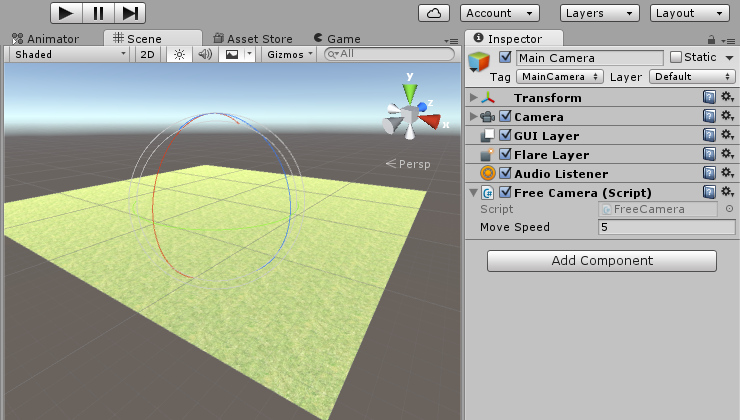 Account Layers Layout
Animator Scene Asset Store Game
Inspector
Shaded 2D Gizmos All
Main Camera Static
Tag MainCamera Layer Default
Transform
Camera
GUI Layer
Flare Layer
Audio Listener
Free Camera (Script)
Script FreeCamera
Move Speed 5
Add Component
y
z
x
Persp